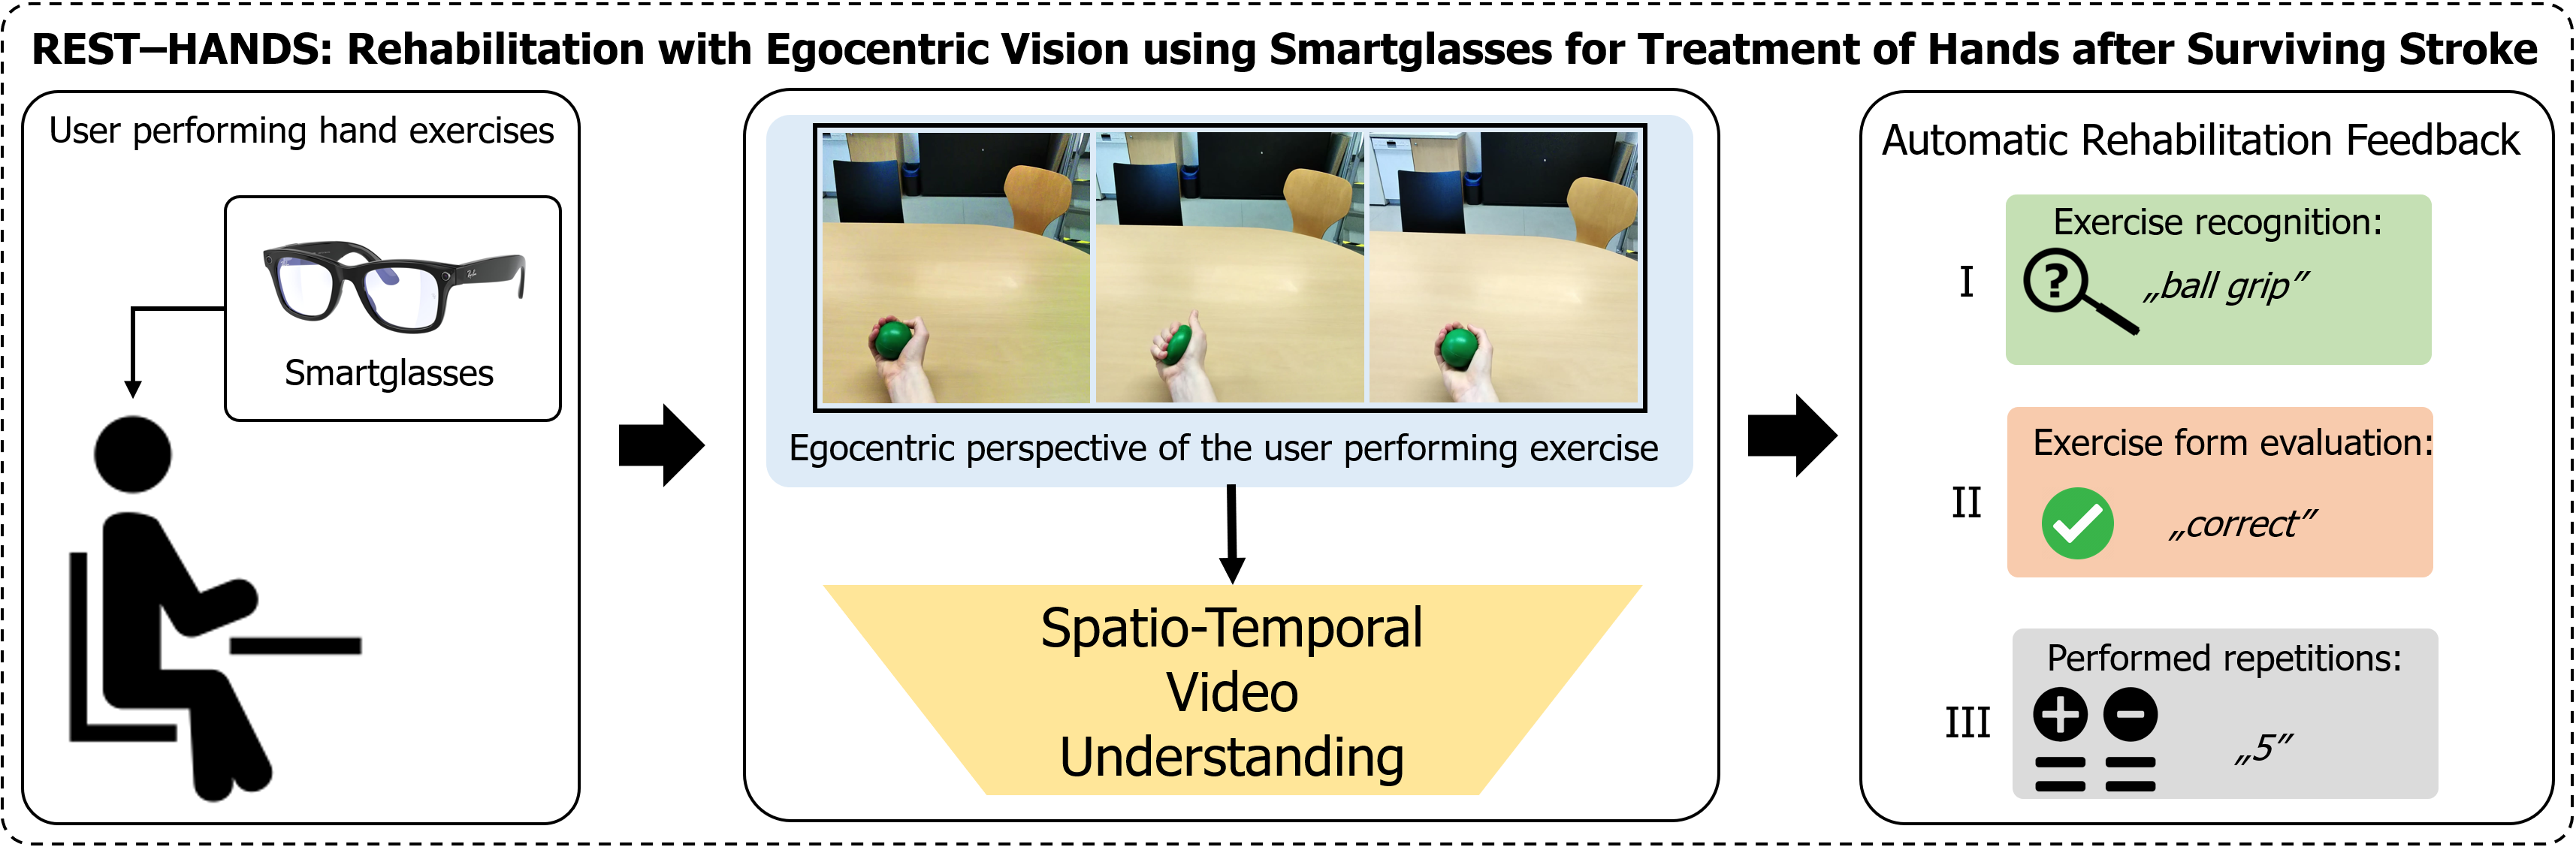 REST–HANDS: Rehabilitation with Egocentric Vision using Smartglasses for Treatment of Hands after Surviving Stroke
User performing hand exercises
Ray-Ban
Smartglasses
Egocentric perspective of the user performing exercise
Spatio-Temporal
Video
Understanding
Automatic Rehabilitation Feedback
I
Exercise recognition:
?
„ball grip”
II
Exercise form evaluation:
„correct”
III
Performed repetitions:
„5”